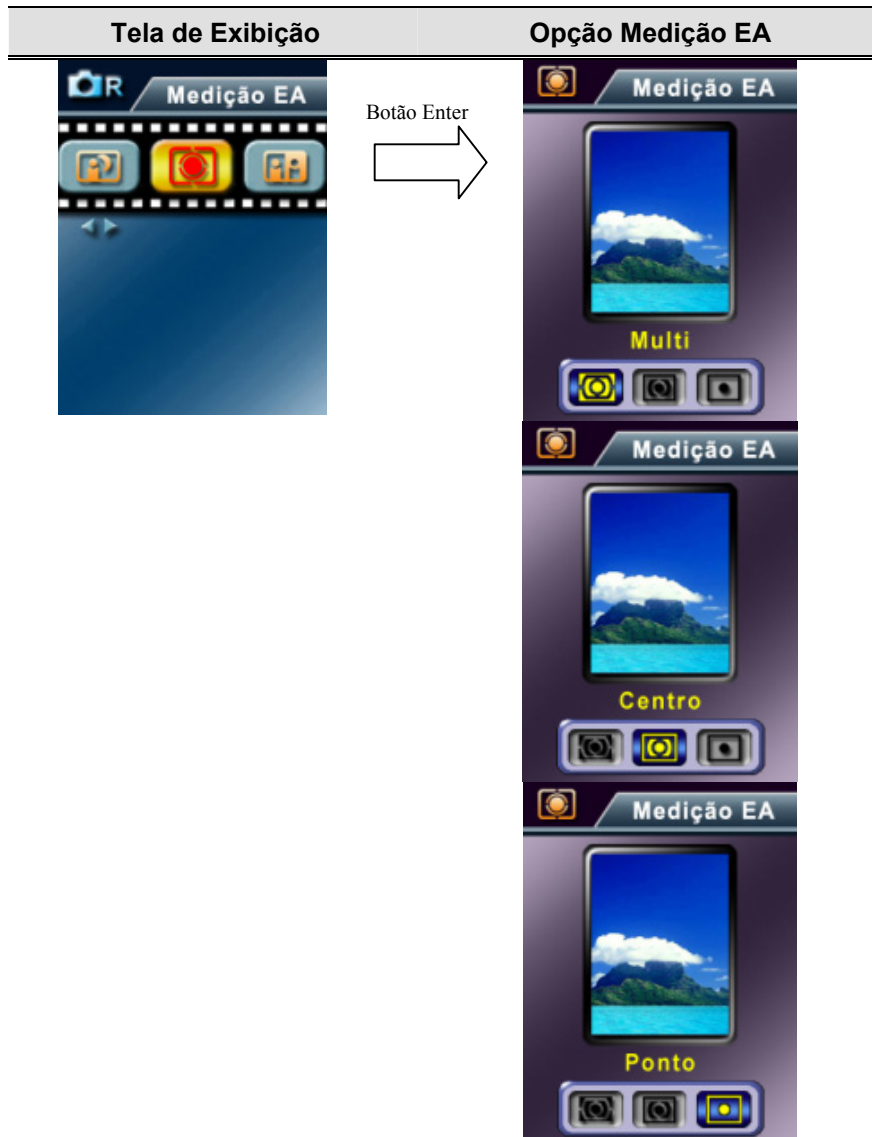 Tela de Exibição Opção Medição EA
R Medição EA
Botão Enter
Medição EA
Multi
Medição EA
Centro
Medição EA
Ponto